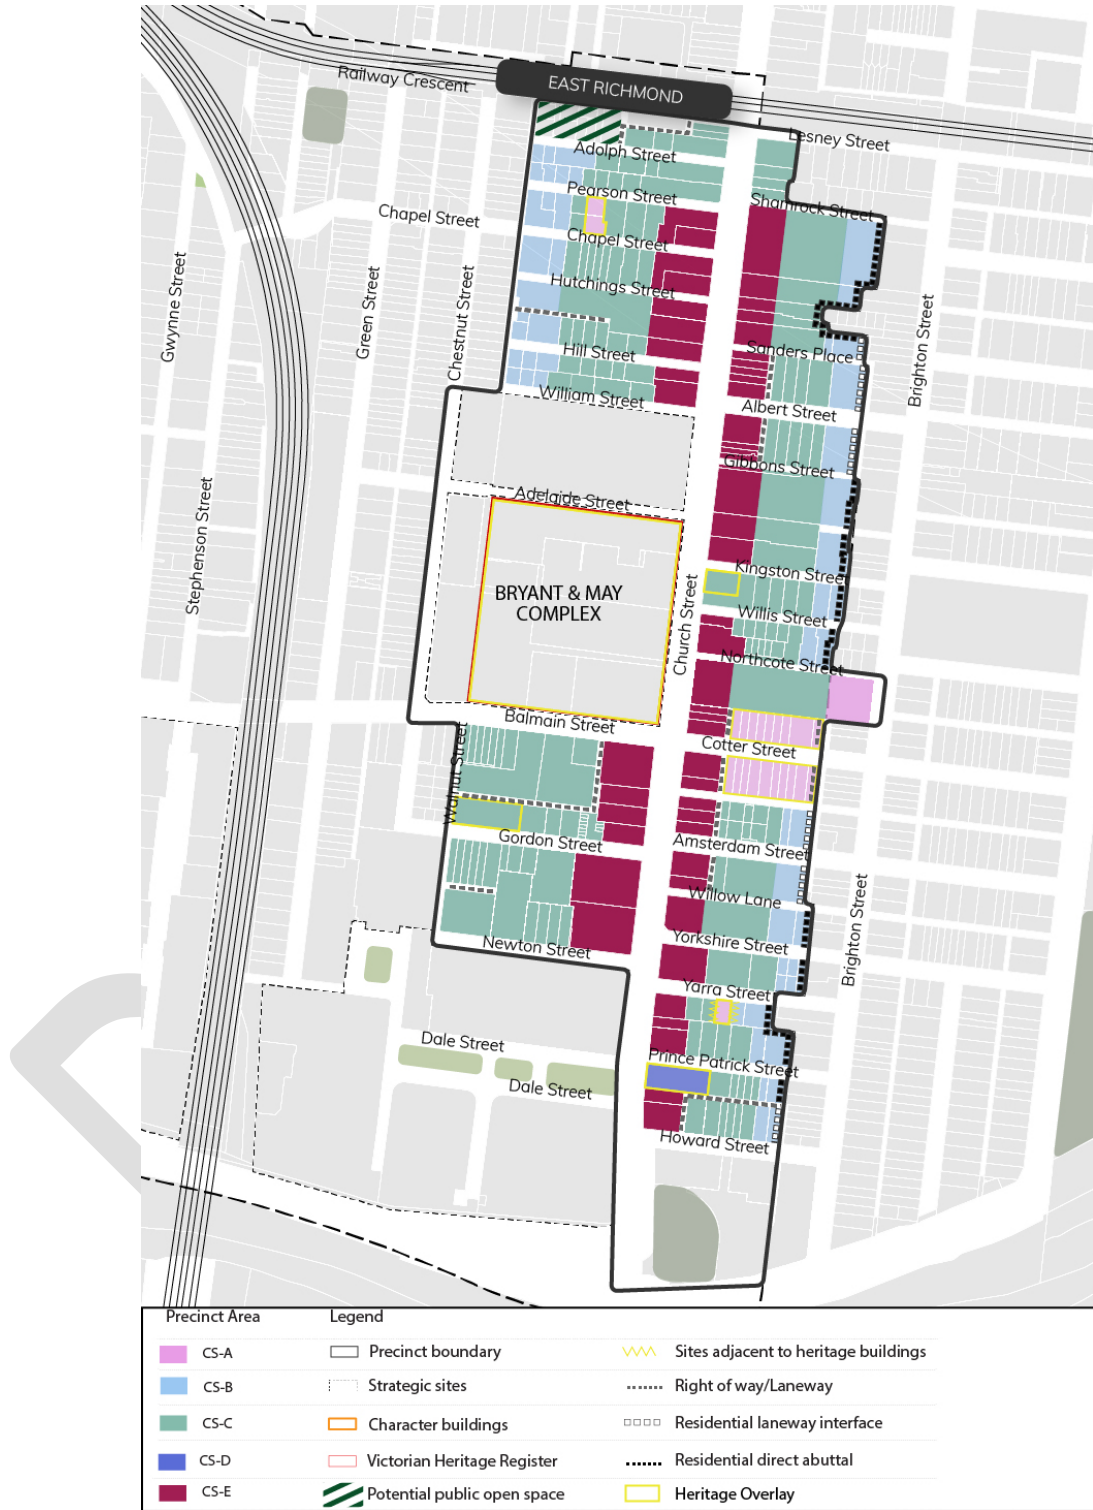 EAST RICHMOND
Railway Crescent
Lesney Street
Adolph Street
Pearson Street
Shamrock Street
Chapel Street
Chapel Street
Gwynne Street
Green Street
Chestnut Street
Hutchings Street
Brighton Street
Hill Street
Sanders Place
William Street
Albert Street
Gibbons Street
Stephenson Street
Adelaide Street
BRYANT & MAY
COMPLEX
Kingston Street
Church Street
Willis Street
Northcote Street
Balmain Street
Walnut Street
Cotter Street
Gordon Street
Amsterdam Street
Willow Lane
Brighton Street
Newton Street
Yorkshire Street
Yarra Street
Dale Street
Prince Patrick Street
Dale Street
Howard Street
Precinct Area
Legend
CS-A
Precinct boundary
Sites adjacent to heritage buildings
CS-B
Strategic sites
Right of way/Laneway
CS-C
Character buildings
Residential laneway interface
CS-D
Victorian Heritage Register
Residential direct abuttal
CS-E
Potential public open space
Heritage Overlay